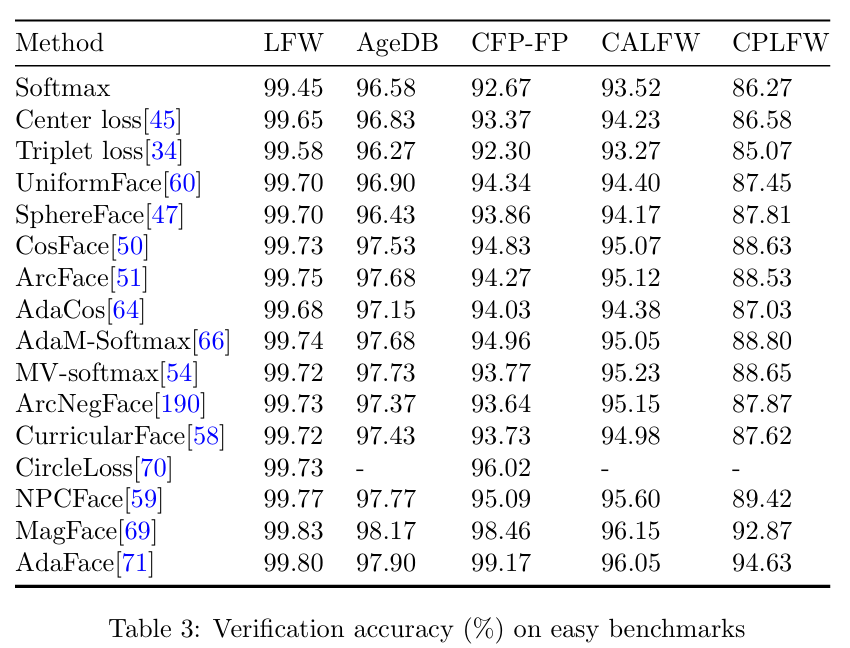 Method LFW AgeDB CFP-FP CALFW CPLFW
Softmax 99.45 96.58 92.67 93.52 86.27
Center loss[45] 99.65 96.83 93.37 94.23 86.58
Triplet loss[34] 99.58 96.27 92.30 93.27 85.07
UniformFace[60] 99.70 96.90 94.34 94.40 87.45
SphereFace[47] 99.70 96.43 93.86 94.17 87.81
CosFace[50] 99.73 97.53 94.83 95.07 88.63
ArcFace[51] 99.75 97.68 94.27 95.12 88.53
AdaCos[64] 99.68 97.15 94.03 94.38 87.03
AdaM-Softmax[66] 99.74 97.68 94.96 95.05 88.80
MV-softmax[54] 99.72 97.73 93.77 95.23 88.65
ArcNegFace[190] 99.73 97.37 93.64 95.15 87.87
CurricularFace[58] 99.72 97.43 93.73 94.98 87.62
CircleLoss[70] 99.73 - 96.02 - -
NPCFace[59] 99.77 97.77 95.09 95.60 89.42
MagFace[69] 99.83 98.17 98.46 96.15 92.87
AdaFace[71] 99.80 97.90 99.17 96.05 94.63
Table 3: Verification accuracy (%) on easy benchmarks